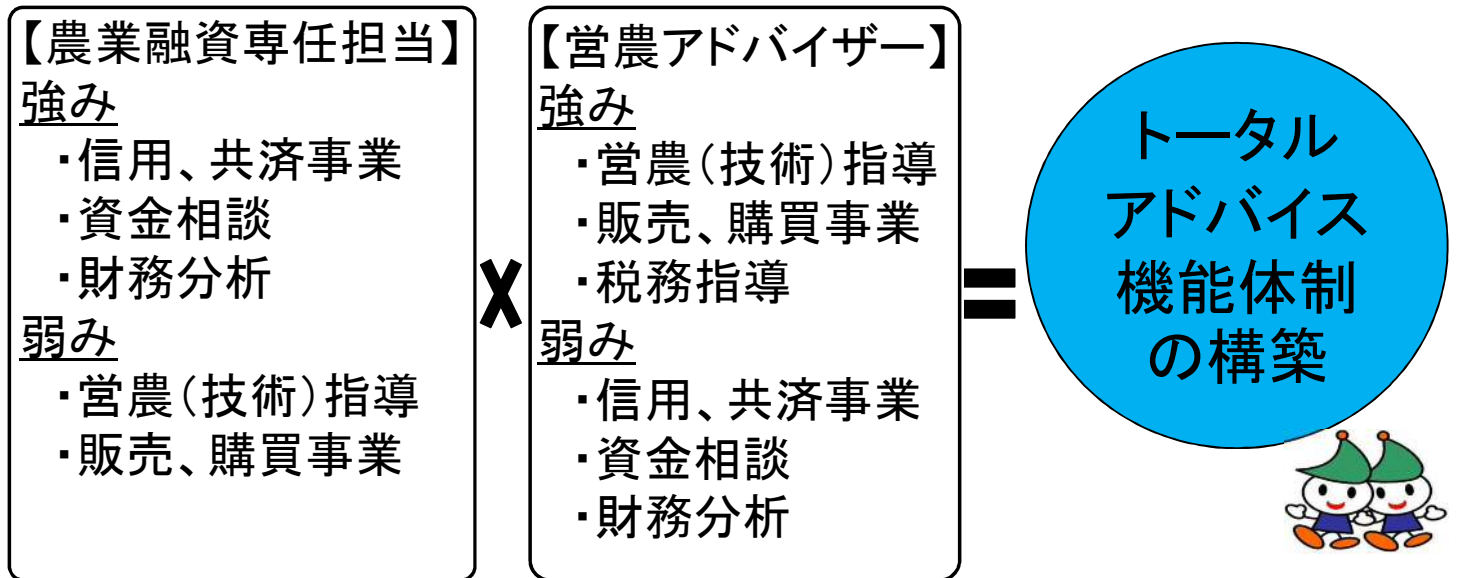 【農業融資専任担当】
強み
・信用、共済事業
・資金相談
・財務分析
弱み
・営農（技術）指導
・販売、購買事業
×
【営農アドバイザー】
強み
・営農（技術）指導
・販売、購買事業
・税務指導
弱み
・信用、共済事業
・資金相談
・財務分析
＝
トータル
アドバイス
機能体制
の構築